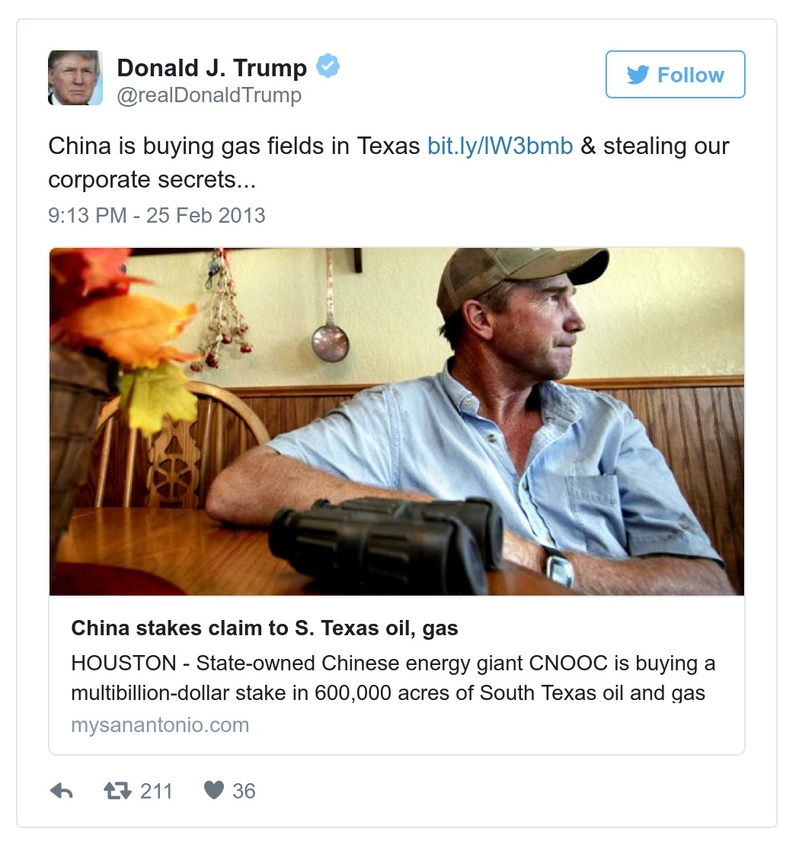 Donald J. Trump
@realDonaldTrump
Follow
China is buying gas fields in Texas bit.ly/lW3bmb & stealing our
corporate secrets...
9:13 PM - 25 Feb 2013
China stakes claim to S. Texas oil, gas
HOUSTON - State-owned Chinese energy giant CNOOC is buying a
multibillion-dollar stake in 600,000 acres of South Texas oil and gas
mysanantonio.com
211
36